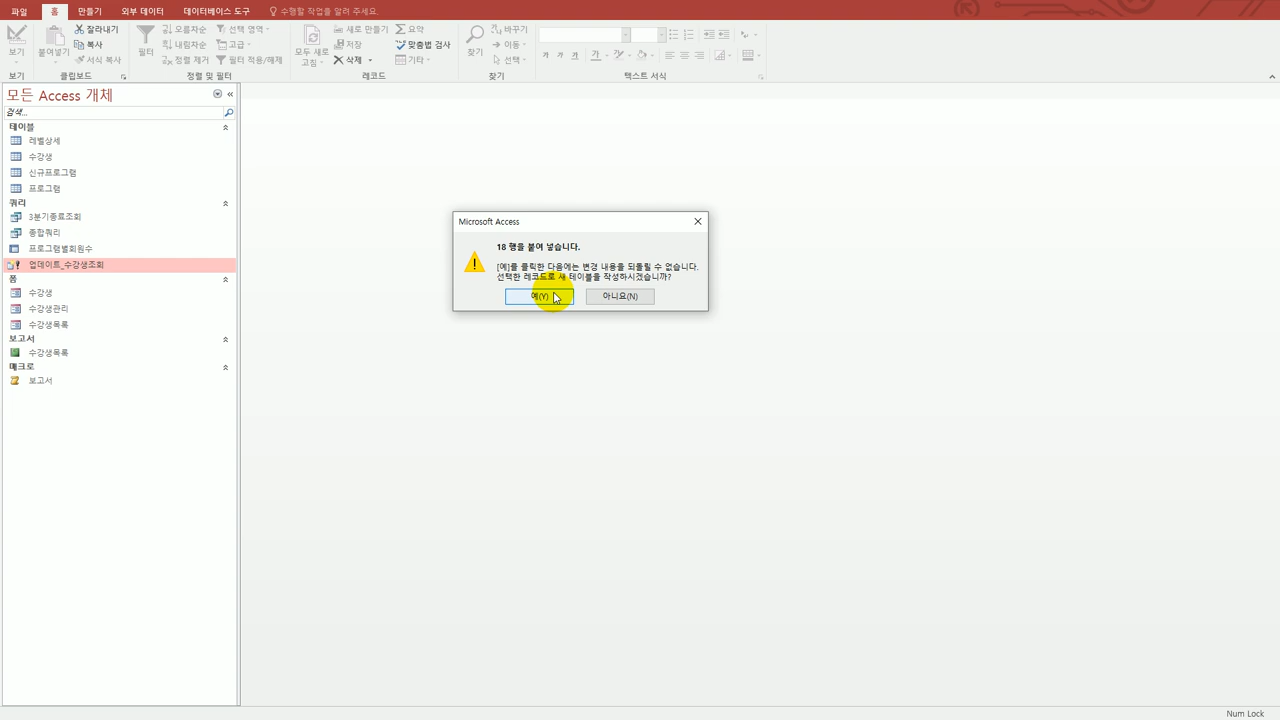 파일 홈 만들기 외부 데이터 데이터베이스 도구 수행할 작업을 알려 주세요.
보기
붙여넣기
잘라내기
복사
서식 복사
필터
오름차순
내림차순
정렬 제거
선택 영역
고급
필터 적용/해제
모두 새로
고침
새로 만들기
저장
삭제
요약
맞춤법 검사
기타
찾기
바꾸기
이동
선택
가 가 가 가
보기 클립보드 정렬 및 필터 레코드 찾기 텍스트 서식
모든 Access 개체
검색...
테이블
레벨상세
수강생
신규프로그램
프로그램
쿼리
3분기종료조회
종합쿼리
프로그램별회원수
업데이트_수강생조회
폼
수강생
수강생관리
수강생목록
보고서
수강생목록
매크로
보고서
Microsoft Access
18 행을 붙여 넣습니다.
[예]를 클릭한 다음에는 변경 내용을 되돌릴 수 없습니다.
선택한 레코드로 새 테이블을 작성하시겠습니까?
예(Y) 아니요(N)
Num Lock